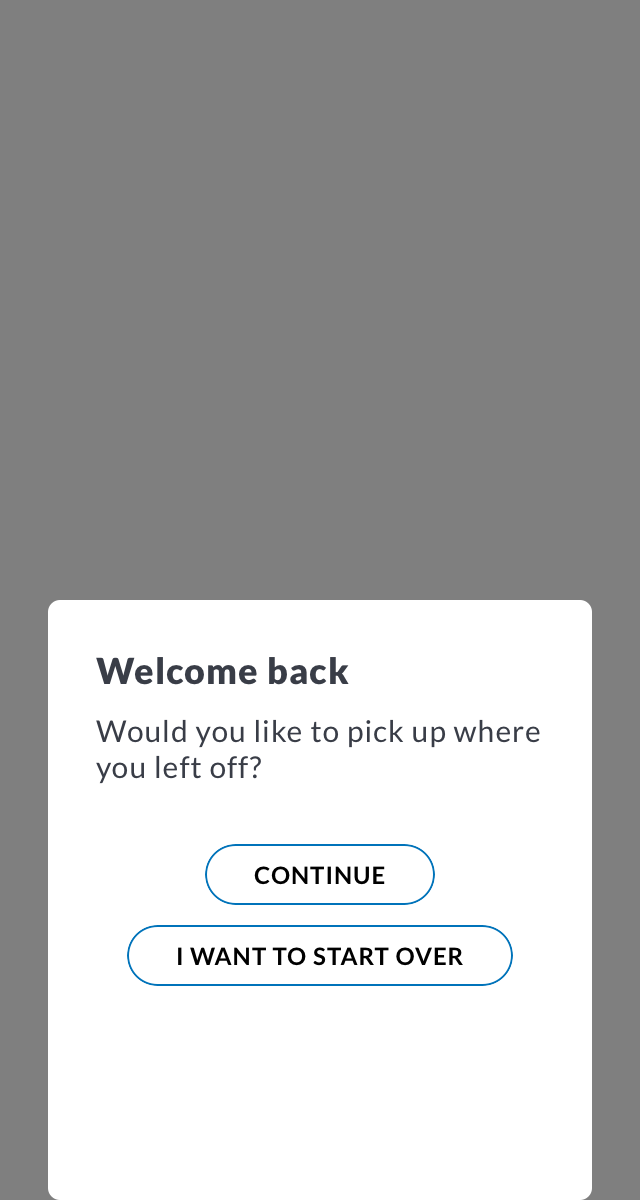 Welcome back
Would you like to pick up where
you left off?
CONTINUE
I WANT TO START OVER